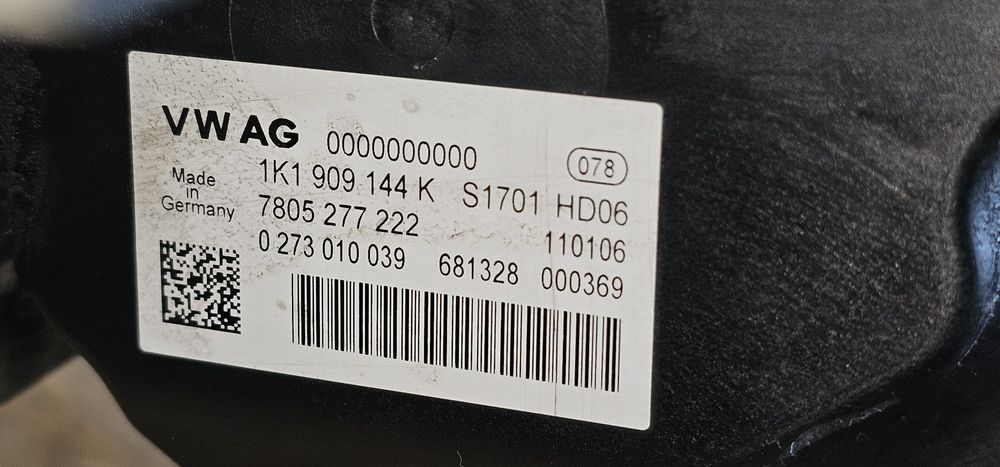 VW AG 0000000000 078
1K1 909 144 K S1701 HD06
Made
in
Germany
7805 277 222 110106
0 273 010 039 681328 000369